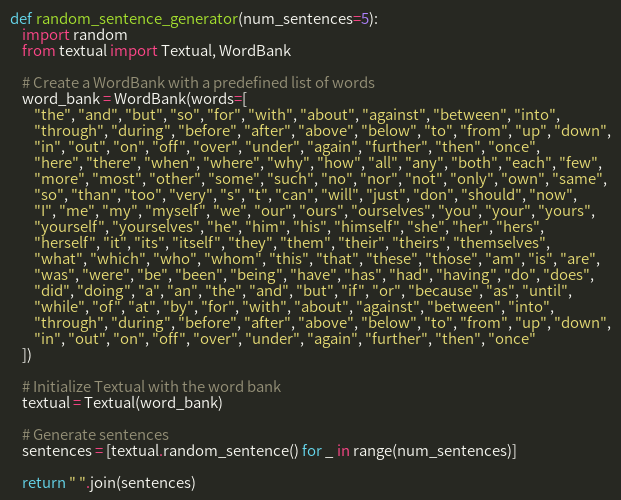 def random_sentence_generator(num_sentences=5):
    import random
    from textual import Textual, WordBank

    # Create a WordBank with a predefined list of words
    word_bank = WordBank(words=[
        "the", "and", "but", "so", "for", "with", "about", "against", "between", "into",
        "through", "during", "before", "after", "above", "below", "to", "from", "up", "down",
        "in", "out", "on", "off", "over", "under", "again", "further", "then", "once",
        "here", "there", "when", "where", "why", "how", "all", "any", "both", "each", "few",
        "more", "most", "other", "some", "such", "no", "nor", "not", "only", "own", "same",
        "so", "than", "too", "very", "s", "t", "can", "will", "just", "don", "should", "now",
        "I", "me", "my", "myself", "we", "our", "ours", "ourselves", "you", "your", "yours",
        "yourself", "yourselves", "he", "him", "his", "himself", "she", "her", "hers",
        "herself", "it", "its", "itself", "they", "them", "their", "theirs", "themselves",
        "what", "which", "who", "whom", "this", "that", "these", "those", "am", "is", "are",
        "was", "were", "be", "been", "being", "have", "has", "had", "having", "do", "does",
        "did", "doing", "a", "an", "the", "and", "but", "if", "or", "because", "as", "until",
        "while", "of", "at", "by", "for", "with", "about", "against", "between", "into",
        "through", "during", "before", "after", "above", "below", "to", "from", "up", "down",
        "in", "out", "on", "off", "over", "under", "again", "further", "then", "once"
    ])

    # Initialize Textual with the word bank
    textual = Textual(word_bank)

    # Generate sentences
    sentences = [textual.random_sentence() for _ in range(num_sentences)]

    return " ".join(sentences)